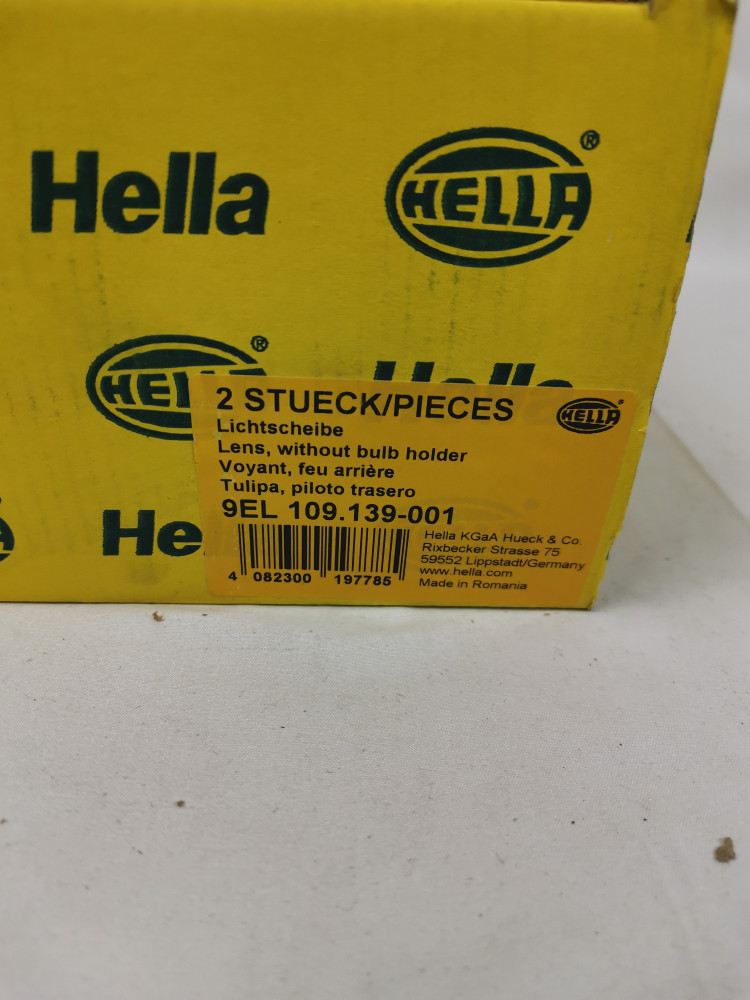 Hella
HELLA ®
HELLA ®
Hella
Hella
2 STUECK/PIECES
HELLA
Lichtscheibe
Lens, without bulb holder
Voyant, feu arrière
Tulipa, piloto trasero
9EL 109.139-001
4 082300 197785
Hella KGaA Hueck & Co.
Rixbecker Strasse 75
59552 Lippstadt/Germany
www.hella.com
Made in Romania